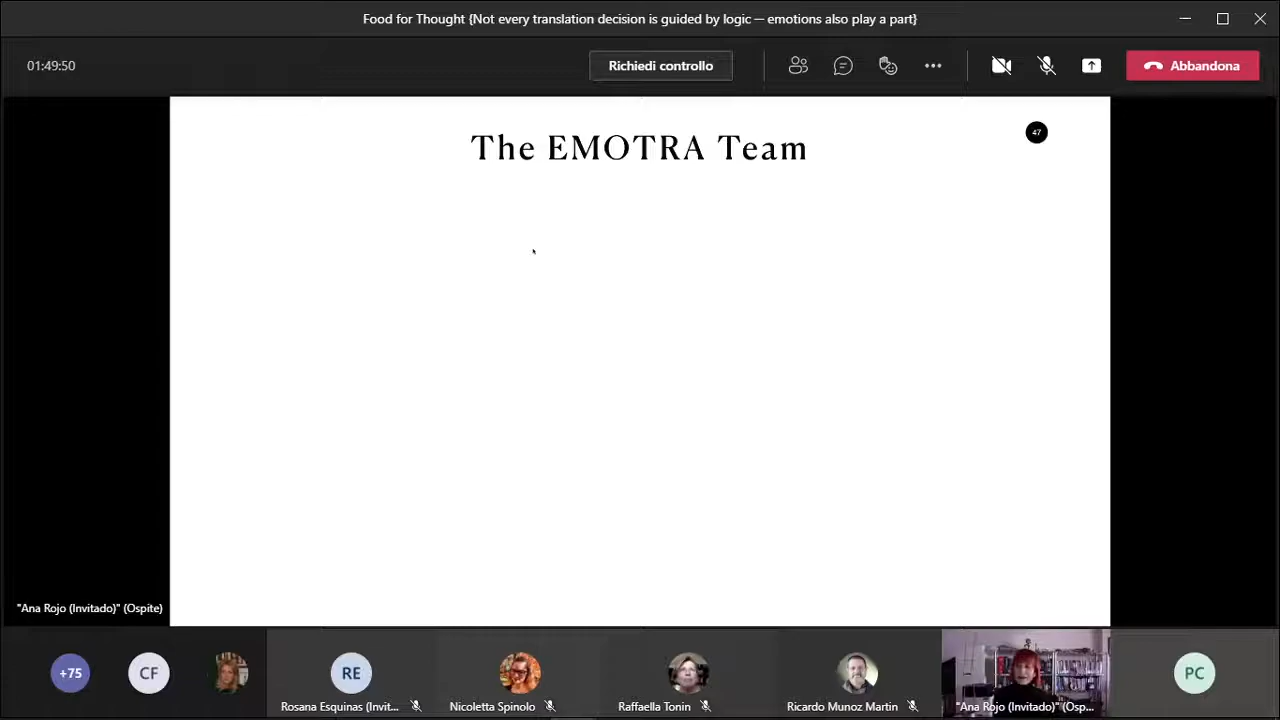 Food for Thought {Not every translation decision is guided by logic — emotions also play a part}
01:49:50
Richiedi controllo
Abbandona
The EMOTRA Team
47
"Ana Rojo (Invitado)" (Ospite)
+75
CF
RE
PC
Rosana Esquinas (Invit...
Nicoletta Spinolo
Raffaella Tonin
Ricardo Munoz Martin
"Ana Rojo (Invitado)" (Osp...